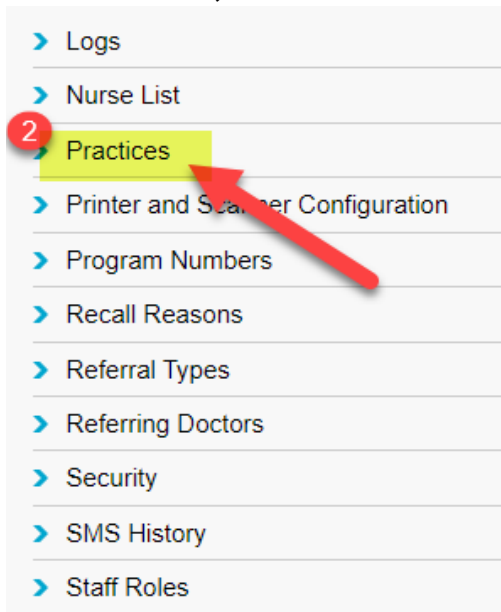 Logs
Nurse List
2
Practices
Printer and Scanner Configuration
Program Numbers
Recall Reasons
Referral Types
Referring Doctors
Security
SMS History
Staff Roles